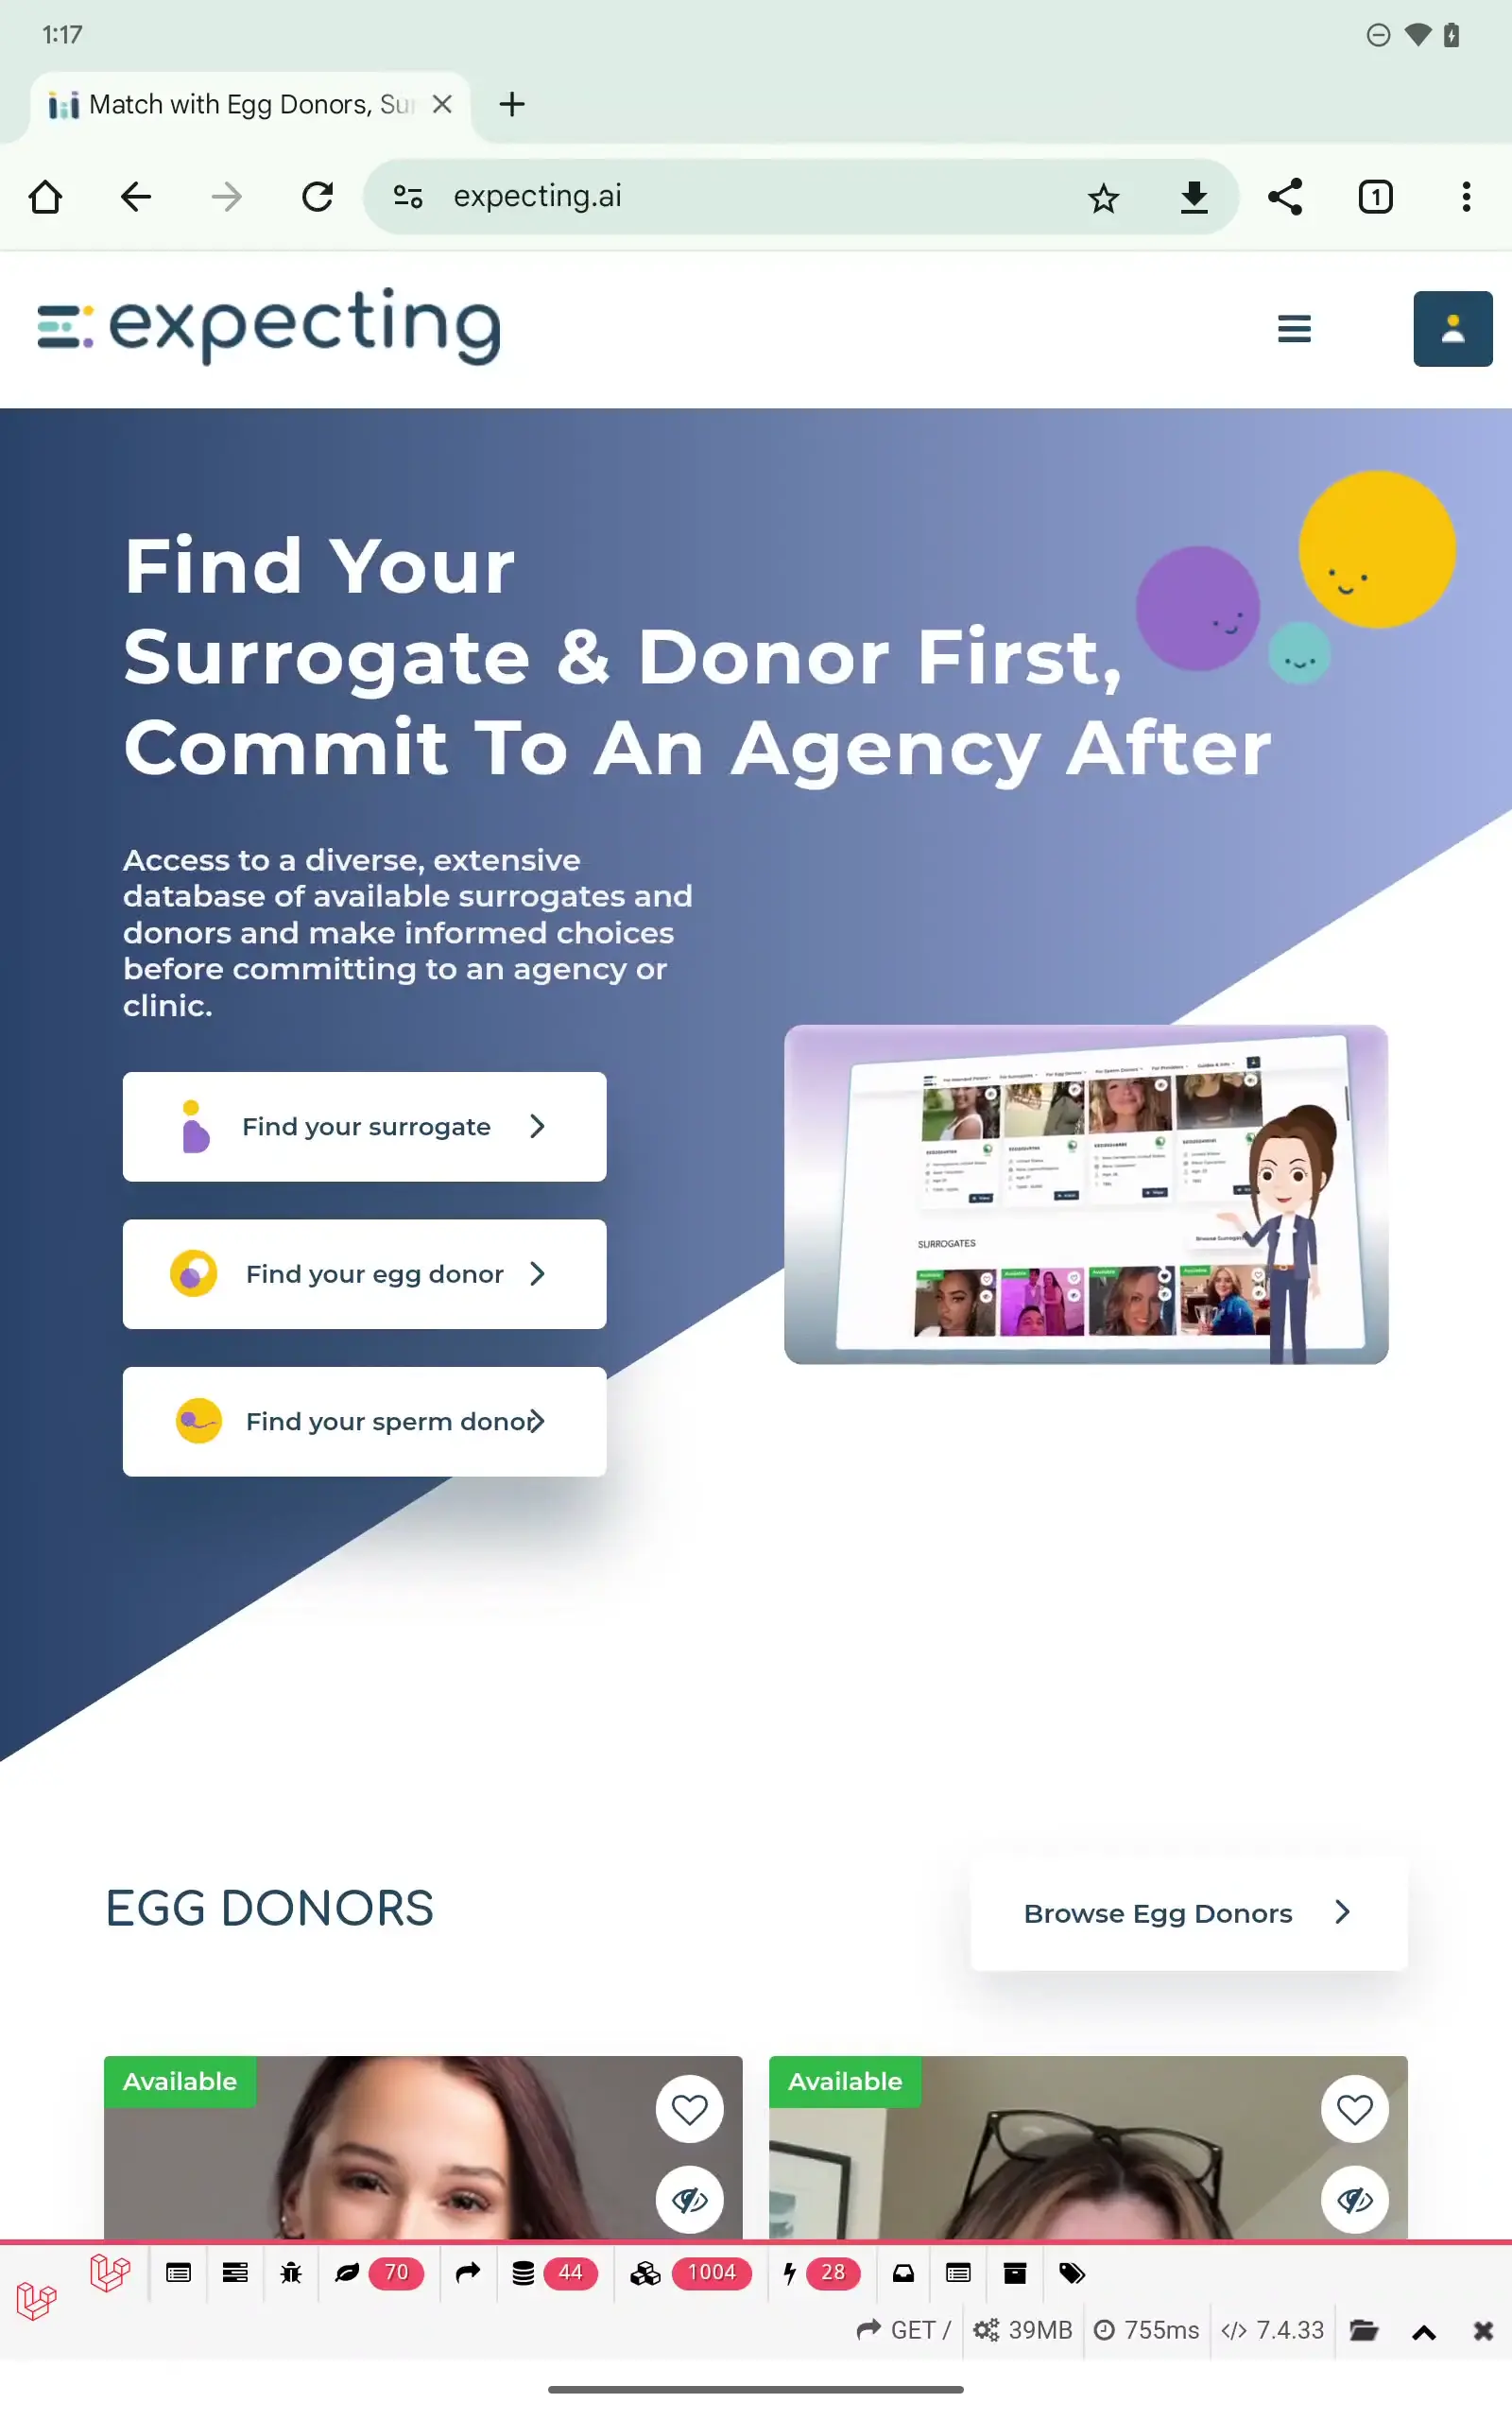 1:17
Match with Egg Donors, Su
expecting.ai
1
expecting
Find Your
Surrogate & Donor First,
Commit To An Agency After
Access to a diverse, extensive
database of available surrogates and
donors and make informed choices
before committing to an agency or
clinic.
Find your surrogate
Find your egg donor
Find your sperm donor
SURROGATES
EGG DONORS
Browse Egg Donors
Available
Available
70
44
1004
28
GET /
39MB
755ms
7.4.33